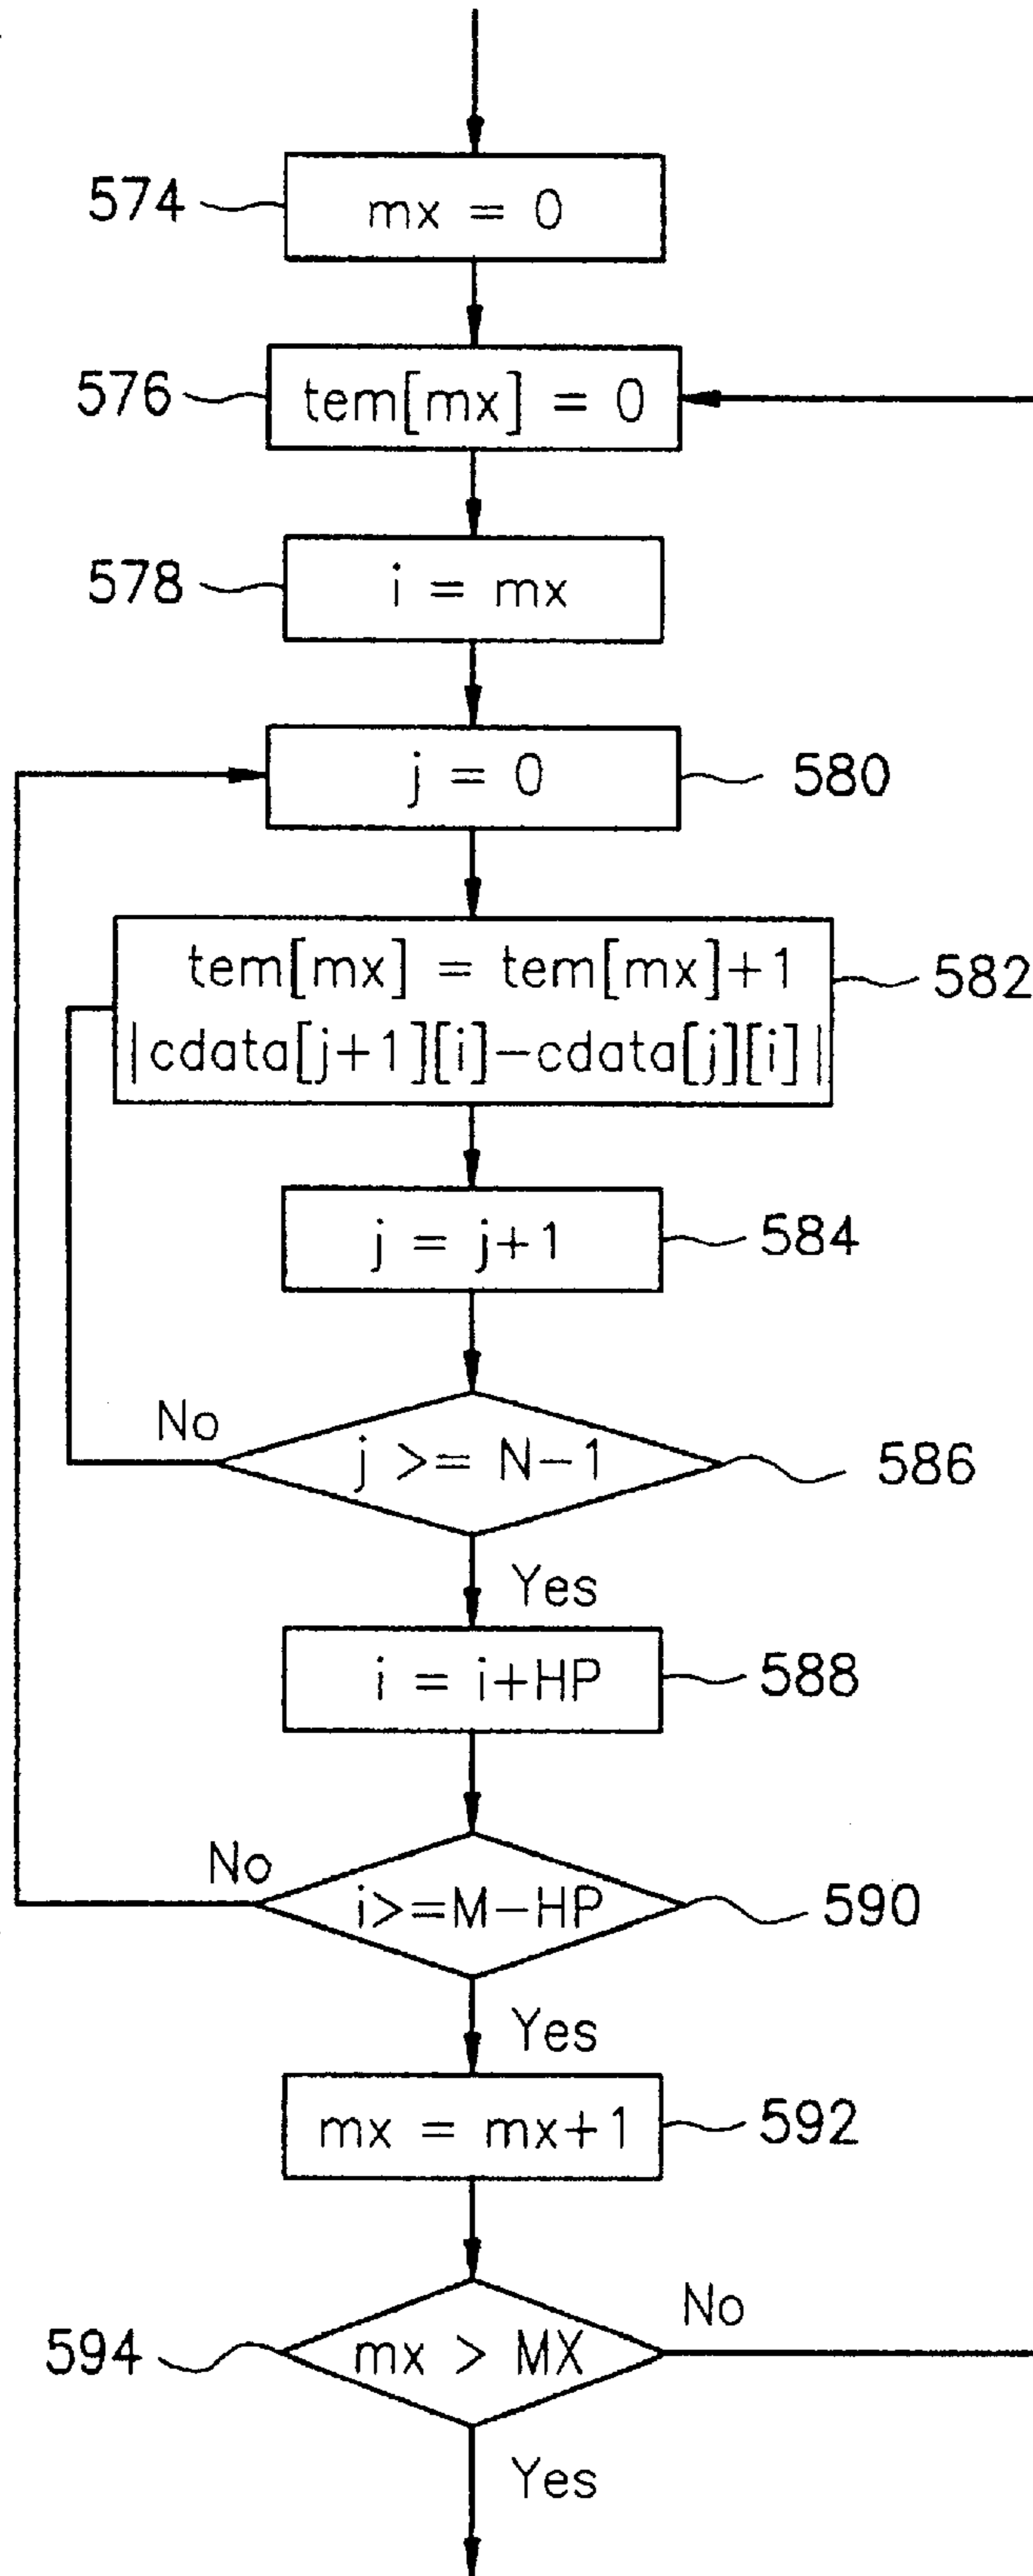 574
mx = 0
576
tem[mx] = 0
578
i = mx
j = 0
580
tem[mx] = tem[mx]+1
|cdata[j+1][i]-cdata[j][i]|
582
j = j+1
584
No
j >= N-1
586
Yes
i = i+HP
588
No
i>=M-HP
590
Yes
mx = mx+1
592
594
mx > MX
No
Yes